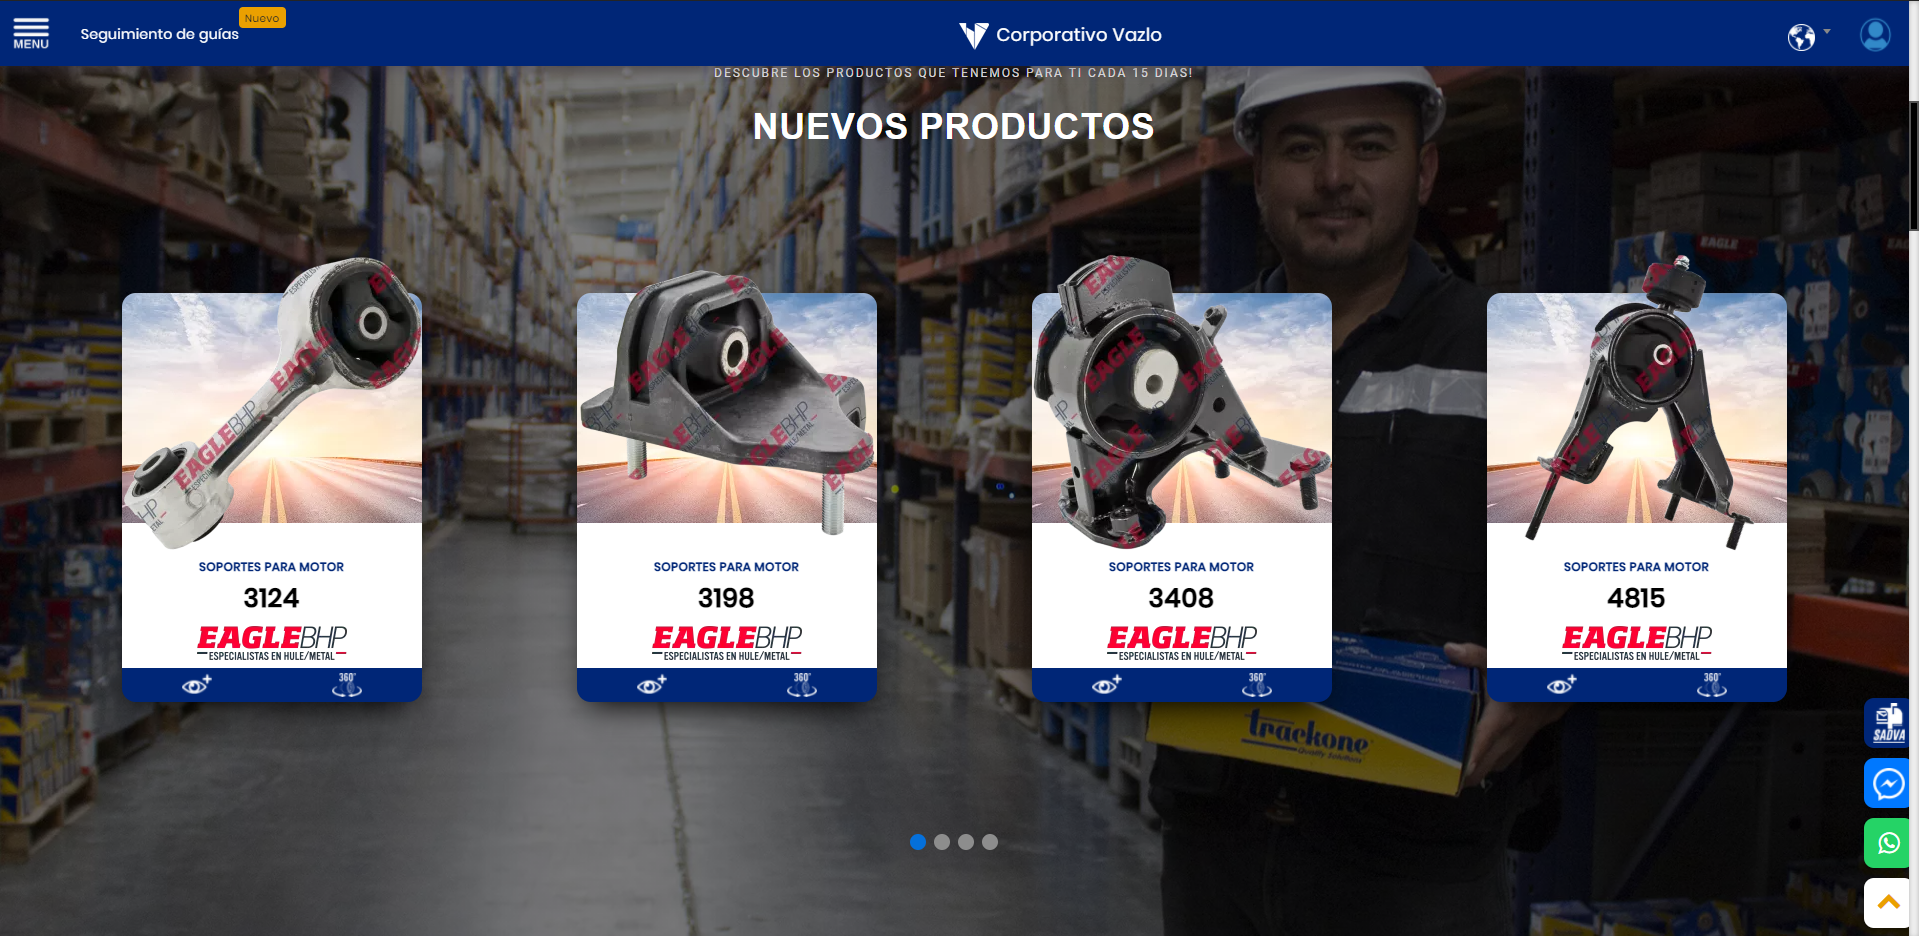 Nuevo
MENU
Seguimiento de guías
Corporativo Vazlo
DESCUBRE LOS PRODUCTOS QUE TENEMOS PARA TI CADA 15 DIAS!
NUEVOS PRODUCTOS
SOPORTES PARA MOTOR
3124
EAGLEBHP
ESPECIALISTAS EN HULE/METAL
360°
SOPORTES PARA MOTOR
3198
EAGLEBHP
ESPECIALISTAS EN HULE/METAL
360°
SOPORTES PARA MOTOR
3408
EAGLEBHP
ESPECIALISTAS EN HULE/METAL
360°
SOPORTES PARA MOTOR
4815
EAGLEBHP
ESPECIALISTAS EN HULE/METAL
360°
EAGLE
trackone
Quality Solutions
SADVA